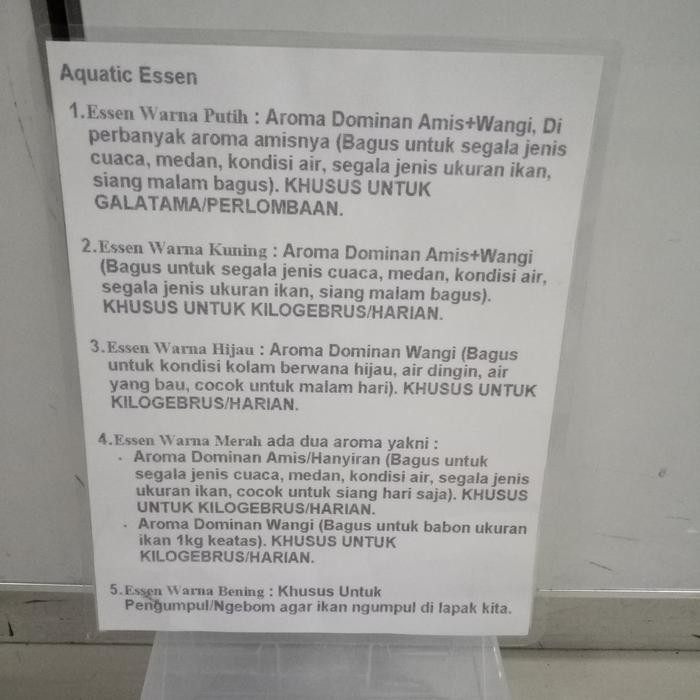 Aquatic Essen
1.Essen Warna Putih : Aroma Dominan Amis+Wangi, Di
perbanyak aroma amisnya (Bagus untuk segala jenis
cuaca, medan, kondisi air, segala jenis ukuran ikan,
siang malam bagus). KHUSUS UNTUK
GALATAMA/PERLOMBAAN.
2.Essen Warna Kuning : Aroma Dominan Amis+Wangi
(Bagus untuk segala jenis cuaca, medan, kondisi air,
segala jenis ukuran ikan, siang malam bagus).
KHUSUS UNTUK KILOGEBRUS/HARIAN.
3.Essen Warna Hijau : Aroma Dominan Wangi (Bagus
untuk kondisi kolam berwana hijau, air dingin, air
yang bau, cocok untuk malam hari). KHUSUS UNTUK
KILOGEBRUS/HARIAN.
4.Essen Warna Merah ada dua aroma yakni :
• Aroma Dominan Amis/Hanyiran (Bagus untuk
segala jenis cuaca, medan, kondisi air, segala jenis
ukuran ikan, cocok untuk siang hari saja). KHUSUS
UNTUK KILOGEBRUS/HARIAN.
• Aroma Dominan Wangi (Bagus untuk babon ukuran
ikan 1kg keatas). KHUSUS UNTUK
KILOGEBRUS/HARIAN.
5.Essen Warna Bening : Khusus Untuk
Pengumpul/Ngebom agar ikan ngumpul di lapak kita.